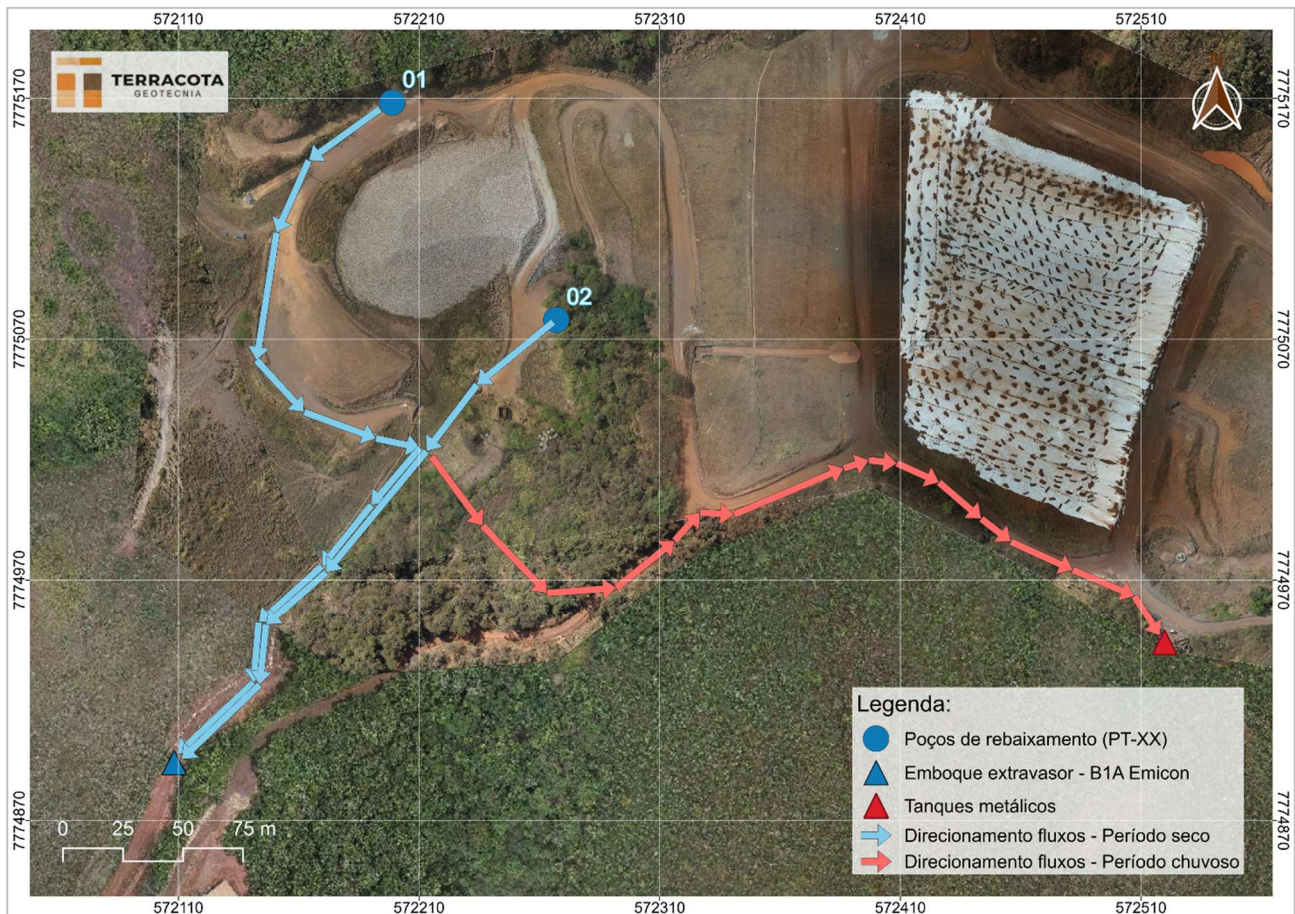 572110 572210 572310 572410 572510
TERRACOTA
GEOTECNIA
N
01
02
7775170
7775070
7774970
7774870
7775170
7775070
7774970
7774870
Legenda:
Poços de rebaixamento (PT-XX)
Emboque extravasor - B1A Emicon
Tanques metálicos
Direcionamento fluxos - Período seco
Direcionamento fluxos - Período chuvoso
0 25 50 75 m
572110 572210 572310 572410 572510